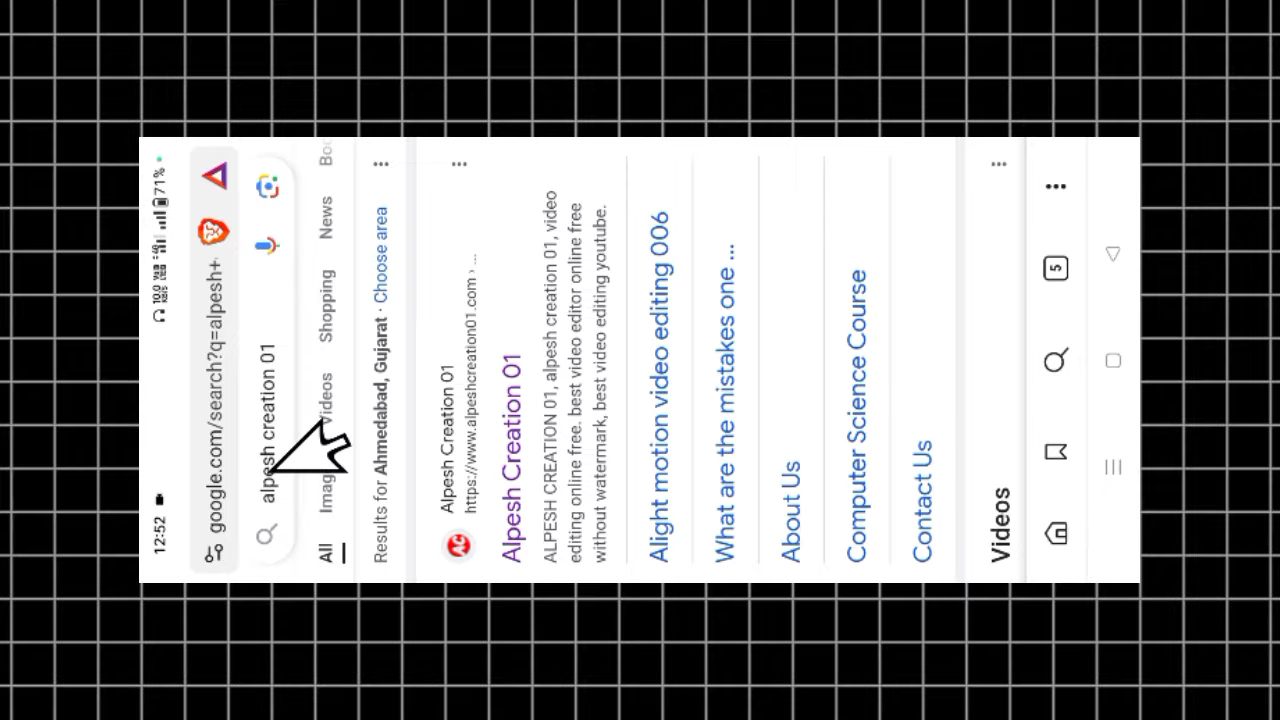 12:52
10.0 KB/S
71%
google.com/search?q=alpesh+
alpesh creation 01
All Videos Shopping News
Results for Ahmedabad, Gujarat · Choose area
Alpesh Creation 01
https://www.alpeshcreation01.com › ...
Alpesh Creation 01
ALPESH CREATION 01, alpesh creation 01, video
editing online free. best video editor online free
without watermark, best video editing youtube.
Alight motion video editing 006
What are the mistakes one ...
About Us
Computer Science Course
Contact Us
Videos
5